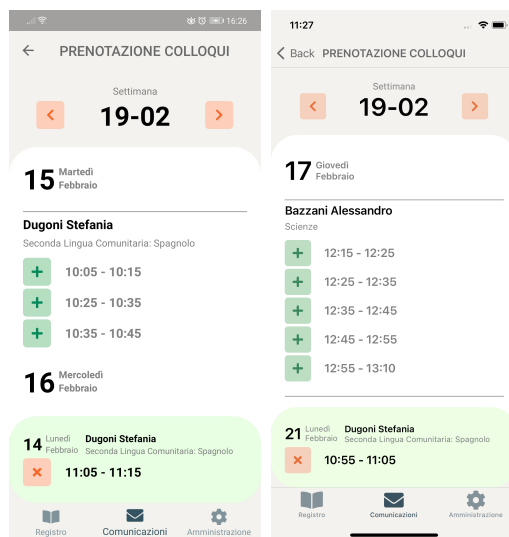 16:26
PRENOTAZIONE COLLOQUI
Settimana
19-02
15 Martedì
Febbraio
Dugoni Stefania
Seconda Lingua Comunitaria: Spagnolo
10:05 - 10:15
10:25 - 10:35
10:35 - 10:45
16 Mercoledì
Febbraio
14 Lunedì
Febbraio
Dugoni Stefania
Seconda Lingua Comunitaria: Spagnolo
11:05 - 11:15
Registro
Comunicazioni
Amministrazione
11:27
Back PRENOTAZIONE COLLOQUI
Settimana
19-02
17 Giovedì
Febbraio
Bazzani Alessandro
Scienze
12:15 - 12:25
12:25 - 12:35
12:35 - 12:45
12:45 - 12:55
12:55 - 13:10
21 Lunedì
Febbraio
Dugoni Stefania
Seconda Lingua Comunitaria: Spagnolo
10:55 - 11:05
Registro
Comunicazioni
Amministrazione